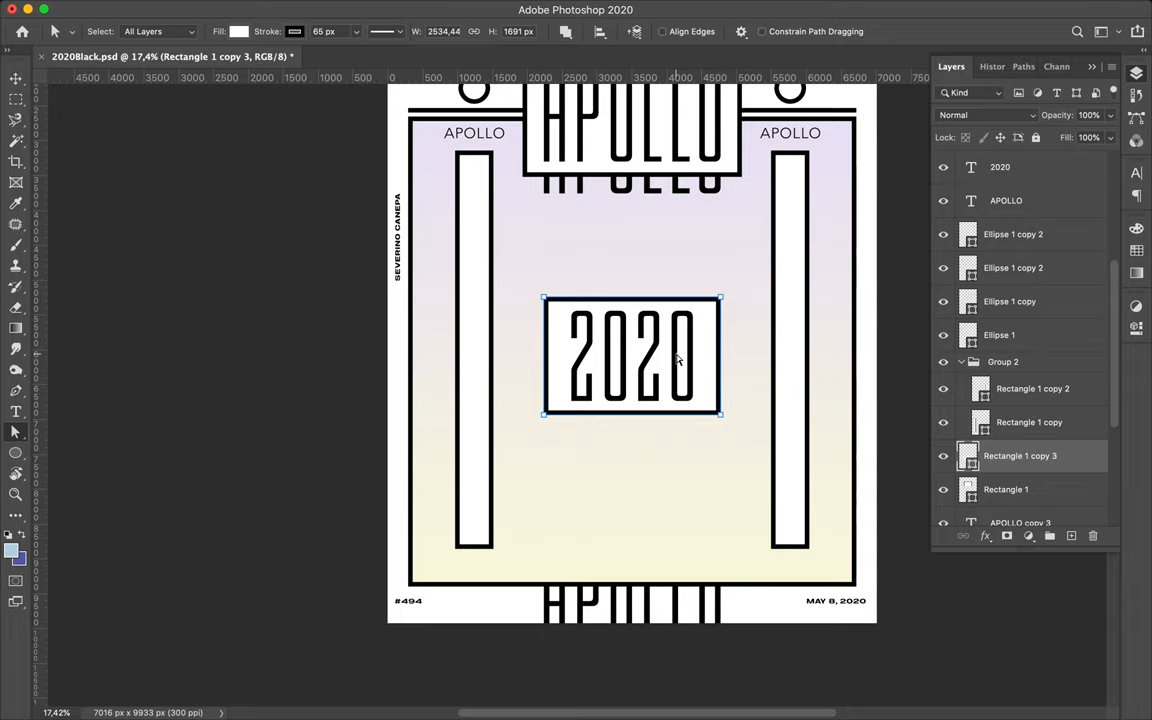 Adobe Photoshop 2020
Select: All Layers Fill: Stroke: 65 px W: 2534,44 H: 1691 px Align Edges Constrain Path Dragging
2020Black.psd @ 17,4% (Rectangle 1 copy 3, RGB/8) *
4500 4000 3500 3000 2500 2000 1500 1000 500 0 500 1000 1500 2000 2500 3000 3500 4000 4500 5000 5500 6000 6500 7000 7500
Layers Histor Paths Chann
Kind
Normal Opacity: 100%
Lock: Fill: 100%
2020
APOLLO
Ellipse 1 copy 2
Ellipse 1 copy 2
Ellipse 1 copy
Ellipse 1
Group 2
Rectangle 1 copy 2
Rectangle 1 copy
Rectangle 1 copy 3
Rectangle 1
APOLLO copy 3
APOLLO
APOLLO
APOLLO
APOLLO
SEVERINO CANEPA
2020
#494
APOLLO
MAY 8, 2020
17,42% 7016 px x 9933 px (300 ppi)